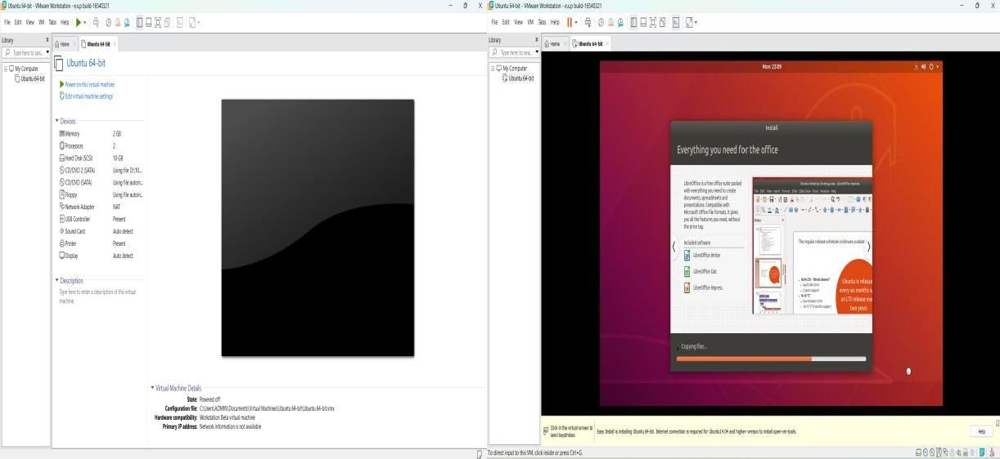 Ubuntu 64-bit - VMware Workstation - e.x.p build-16540321
File Edit View VM Tabs Help
Library
Type here to sea...
My Computer
Ubuntu 64-bit
Home
Ubuntu 64-bit
Ubuntu 64-bit
Power on this virtual machine
Edit virtual machine settings
Devices
Memory 2 GB
Processors 2
Hard Disk (SCSI) 10 GB
CD/DVD 2 (SATA) Using file D:\10...
CD/DVD (SATA) Using file autoin...
Floppy Using file autoin...
Network Adapter NAT
USB Controller Present
Sound Card Auto detect
Printer Present
Display Auto detect
Description
Type here to enter a description of this virtual
machine.
Virtual Machine Details
State: Powered off
Configuration file: C:\Users\ADMIN\Documents\Virtual Machines\Ubuntu 64-bit\Ubuntu 64-bit.vmx
Hardware compatibility: Workstation Beta virtual machine
Primary IP address: Network information is not available
Ubuntu 64-bit - VMware Workstation - e.x.p build-16540321
File Edit View VM Tabs Help
Library
Type here to sea...
My Computer
Ubuntu 64-bit
Home
Ubuntu 64-bit
Mon 23:09
Install
Everything you need for the office
LibreOffice is a free office suite packed
with everything you need to create
documents, spreadsheets and
presentations. Compatible with
Microsoft Office file formats, it gives
you all the features you need, without
the price tag.
Included software
LibreOffice Writer
LibreOffice Calc
LibreOffice Impress
The regular release schedule continues unabate
Ubuntu is release
every six months w
an LTS release eve
two years
Copying files...
Click in the virtual screen to
send keystrokes
Easy Install is installing Ubuntu 64-bit. Internet connection is required for Ubuntu14.04 and higher version to install open-vm-tools.
Help
To direct input to this VM, click inside or press Ctrl+G.